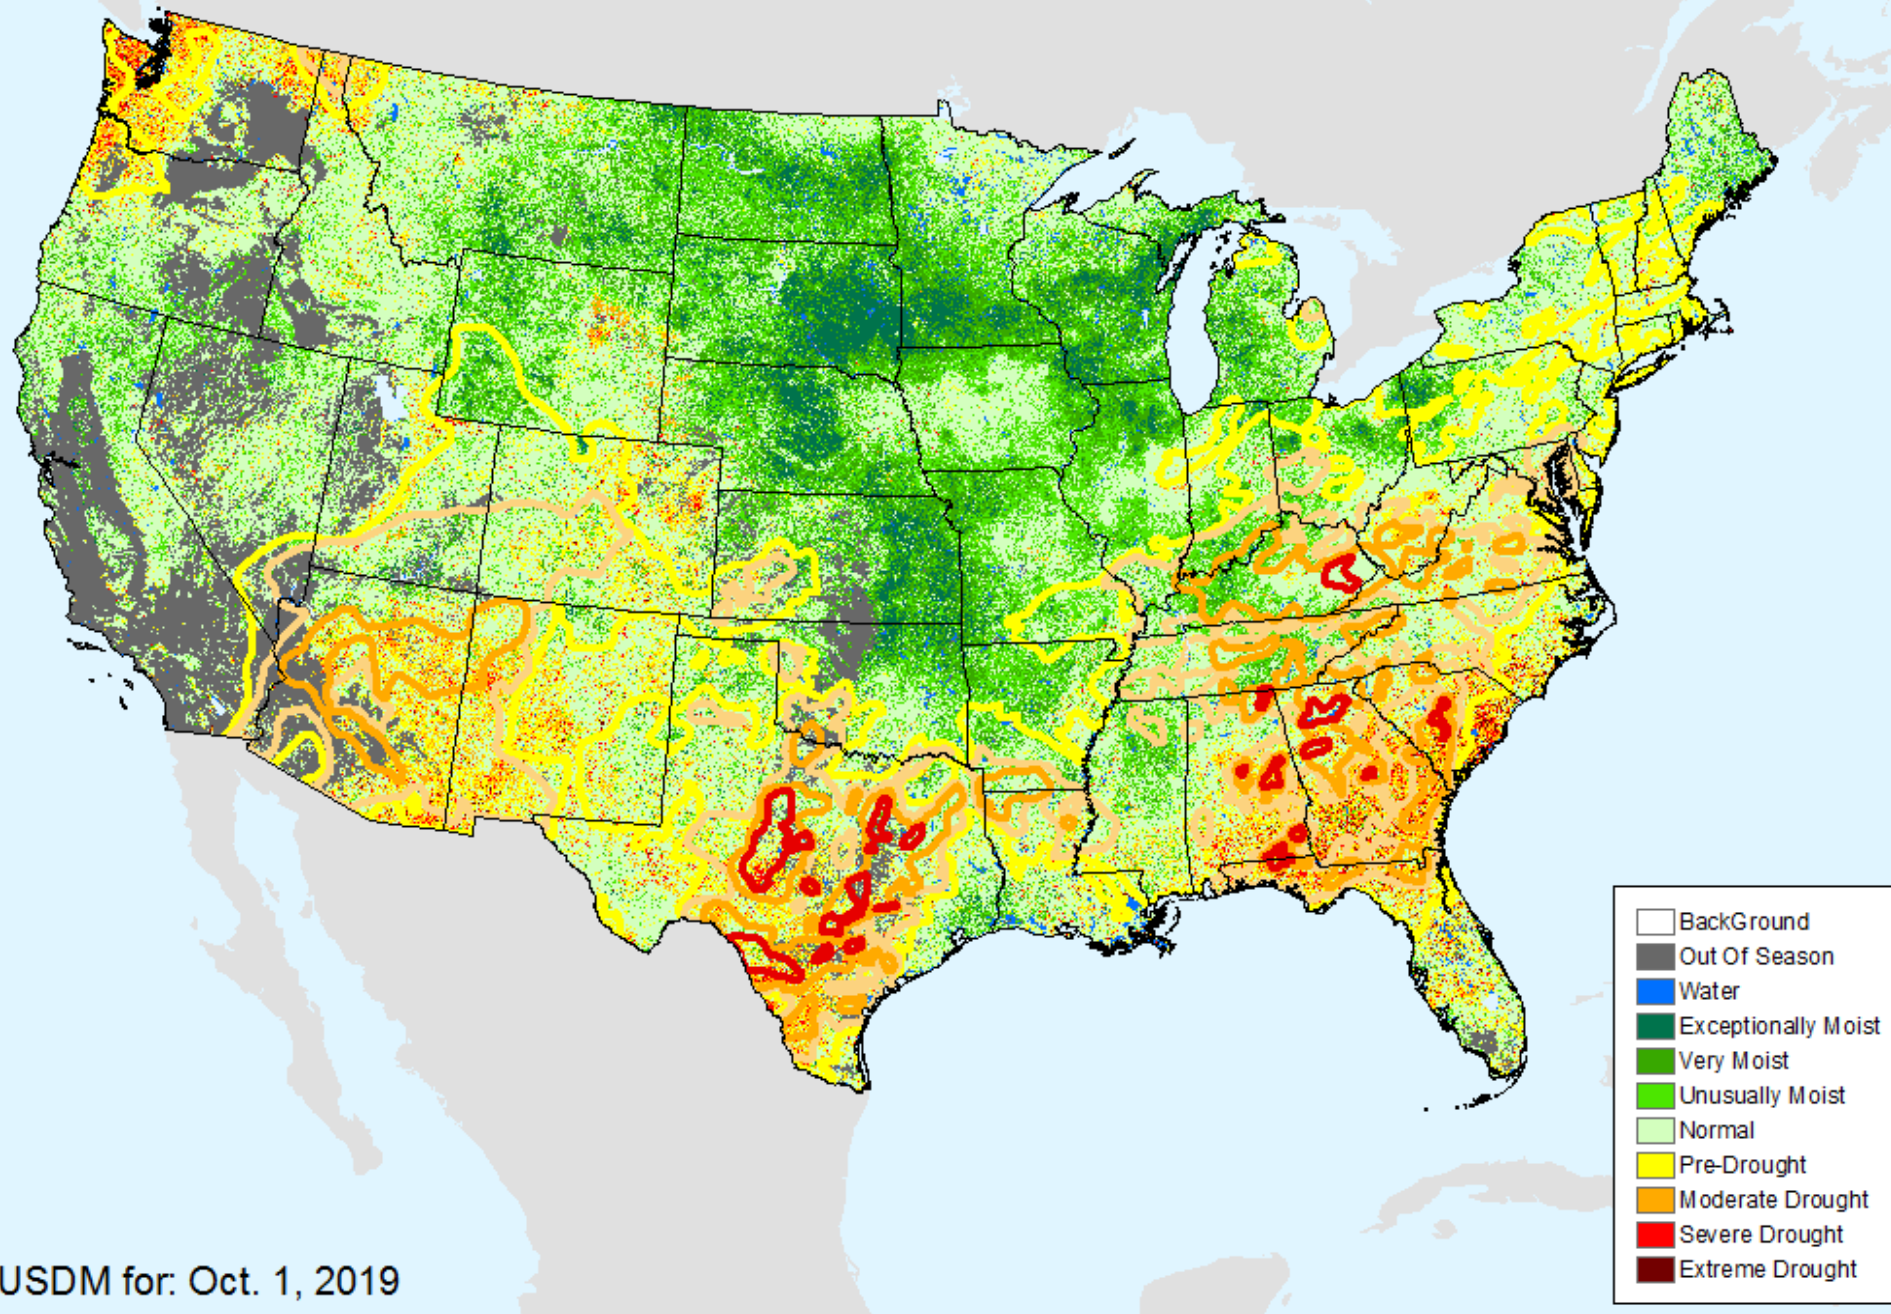 BackGround
Out Of Season
Water
Exceptionally Moist
Very Moist
Unusually Moist
Normal
Pre-Drought
Moderate Drought
Severe Drought
Extreme Drought
USDM for: Oct. 1, 2019